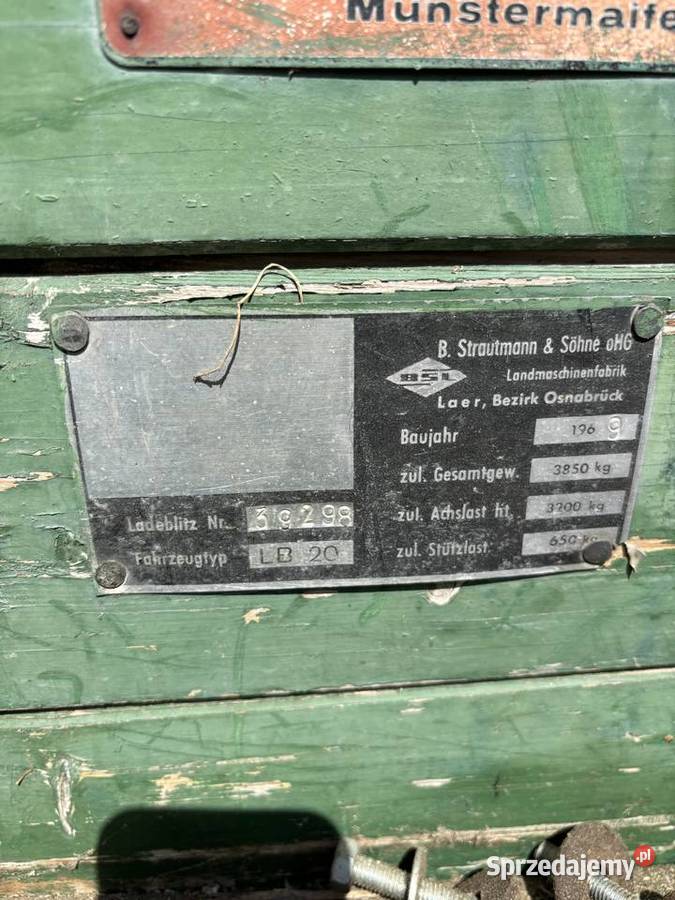 Münstermaife
B. Strautmann & Söhne oHG
BSL
Landmaschinenfabrik
Laer, Bezirk Osnabrück
Baujahr 1969
zul. Gesamtgew. 3850 kg
zul. Achslast ht. 3200 kg
zul. Stützlast 650 kg
Ladeblitz Nr. 39298
Fahrzeugtyp LB 20
Sprzedajemy.pl